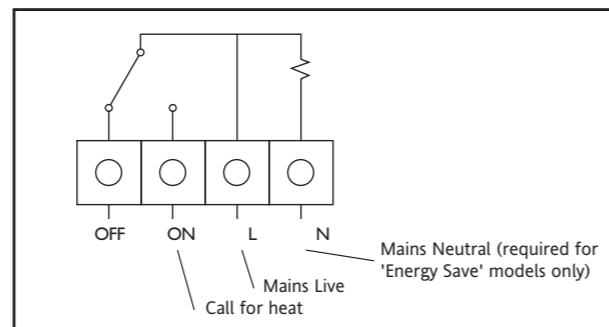 OFF ON L N
Mains Neutral (required for
'Energy Save' models only)
Mains Live
Call for heat